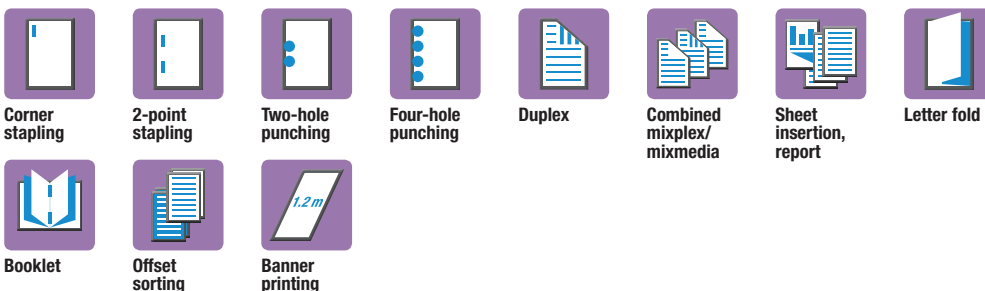 Corner
stapling
2-point
stapling
Two-hole
punching
Four-hole
punching
Duplex
Combined
mixplex/
mixmedia
Sheet
insertion,
report
Letter fold
1.2 m
Booklet
Offset
sorting
Banner
printing